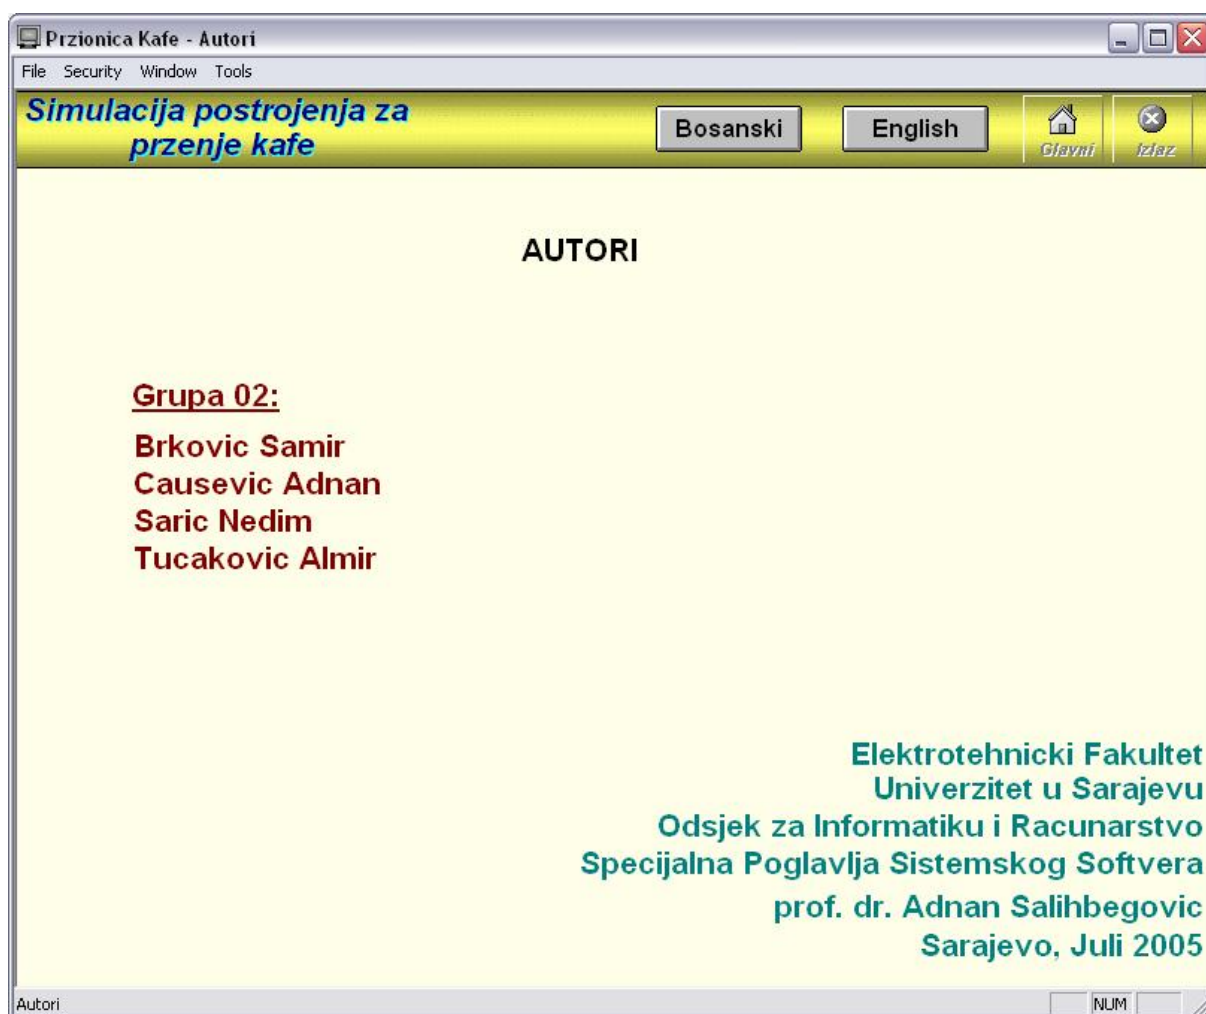 Przionica Kafe - Autori
File Security Window Tools
Simulacija postrojenja za
przenje kafe
Bosanski
English
Glavni
Izlaz
AUTORI
Grupa 02:
Brkovic Samir
Causevic Adnan
Saric Nedim
Tucakovic Almir
Elektrotehnicki Fakultet
Univerzitet u Sarajevu
Odsjek za Informatiku i Racunarstvo
Specijalna Poglavlja Sistemskog Softvera
prof. dr. Adnan Salihbegovic
Sarajevo, Juli 2005
Autori
NUM